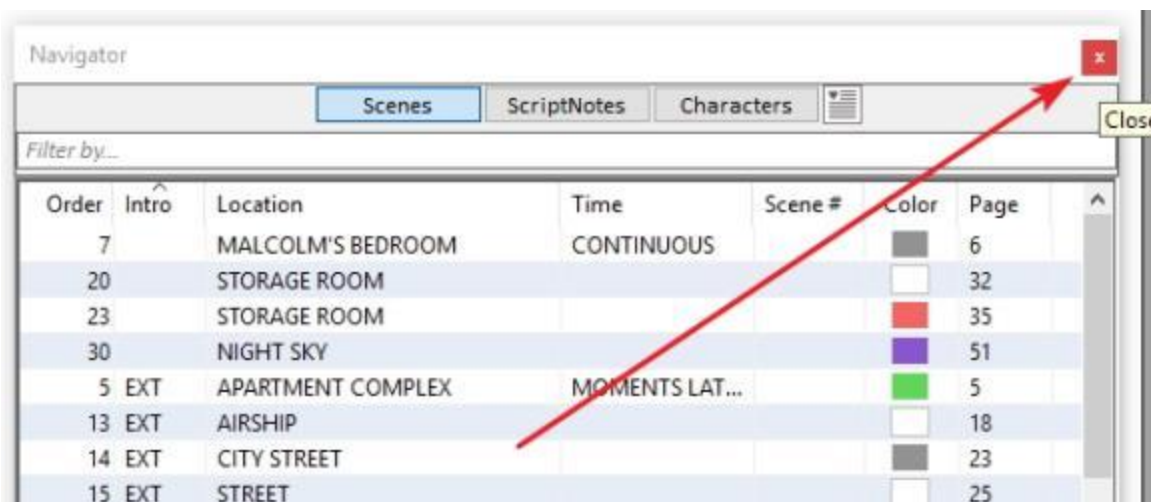 Navigator
x
Scenes ScriptNotes Characters
Close
Filter by...
Order Intro Location Time Scene # Color Page
7 MALCOLM'S BEDROOM CONTINUOUS 6
20 STORAGE ROOM 32
23 STORAGE ROOM 35
30 NIGHT SKY 51
5 EXT APARTMENT COMPLEX MOMENTS LAT... 5
13 EXT AIRSHIP 18
14 EXT CITY STREET 23
15 EXT STREET 25